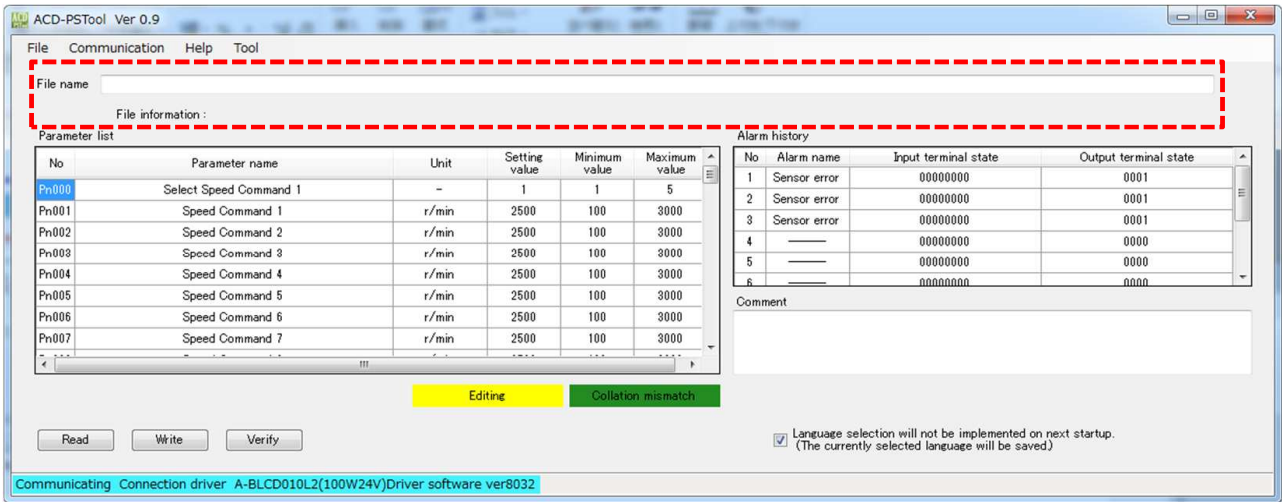 ACD-PSTool Ver 0.9
File Communication Help Tool
File name
File information :
Parameter list
No Parameter name Unit Setting value Minimum value Maximum value
Pn000 Select Speed Command 1 - 1 1 5
Pn001 Speed Command 1 r/min 2500 100 3000
Pn002 Speed Command 2 r/min 2500 100 3000
Pn003 Speed Command 3 r/min 2500 100 3000
Pn004 Speed Command 4 r/min 2500 100 3000
Pn005 Speed Command 5 r/min 2500 100 3000
Pn006 Speed Command 6 r/min 2500 100 3000
Pn007 Speed Command 7 r/min 2500 100 3000
Alarm history
No Alarm name Input terminal state Output terminal state
1 Sensor error 00000000 0001
2 Sensor error 00000000 0001
3 Sensor error 00000000 0001
4 ——— 00000000 0000
5 ——— 00000000 0000
6 ——— 00000000 0000
Comment
Editing Collation mismatch
Read Write Verify
Language selection will not be implemented on next startup.
(The currently selected language will be saved.)
Communicating Connection driver A-BLCD010L2(100W24V)Driver software ver8032